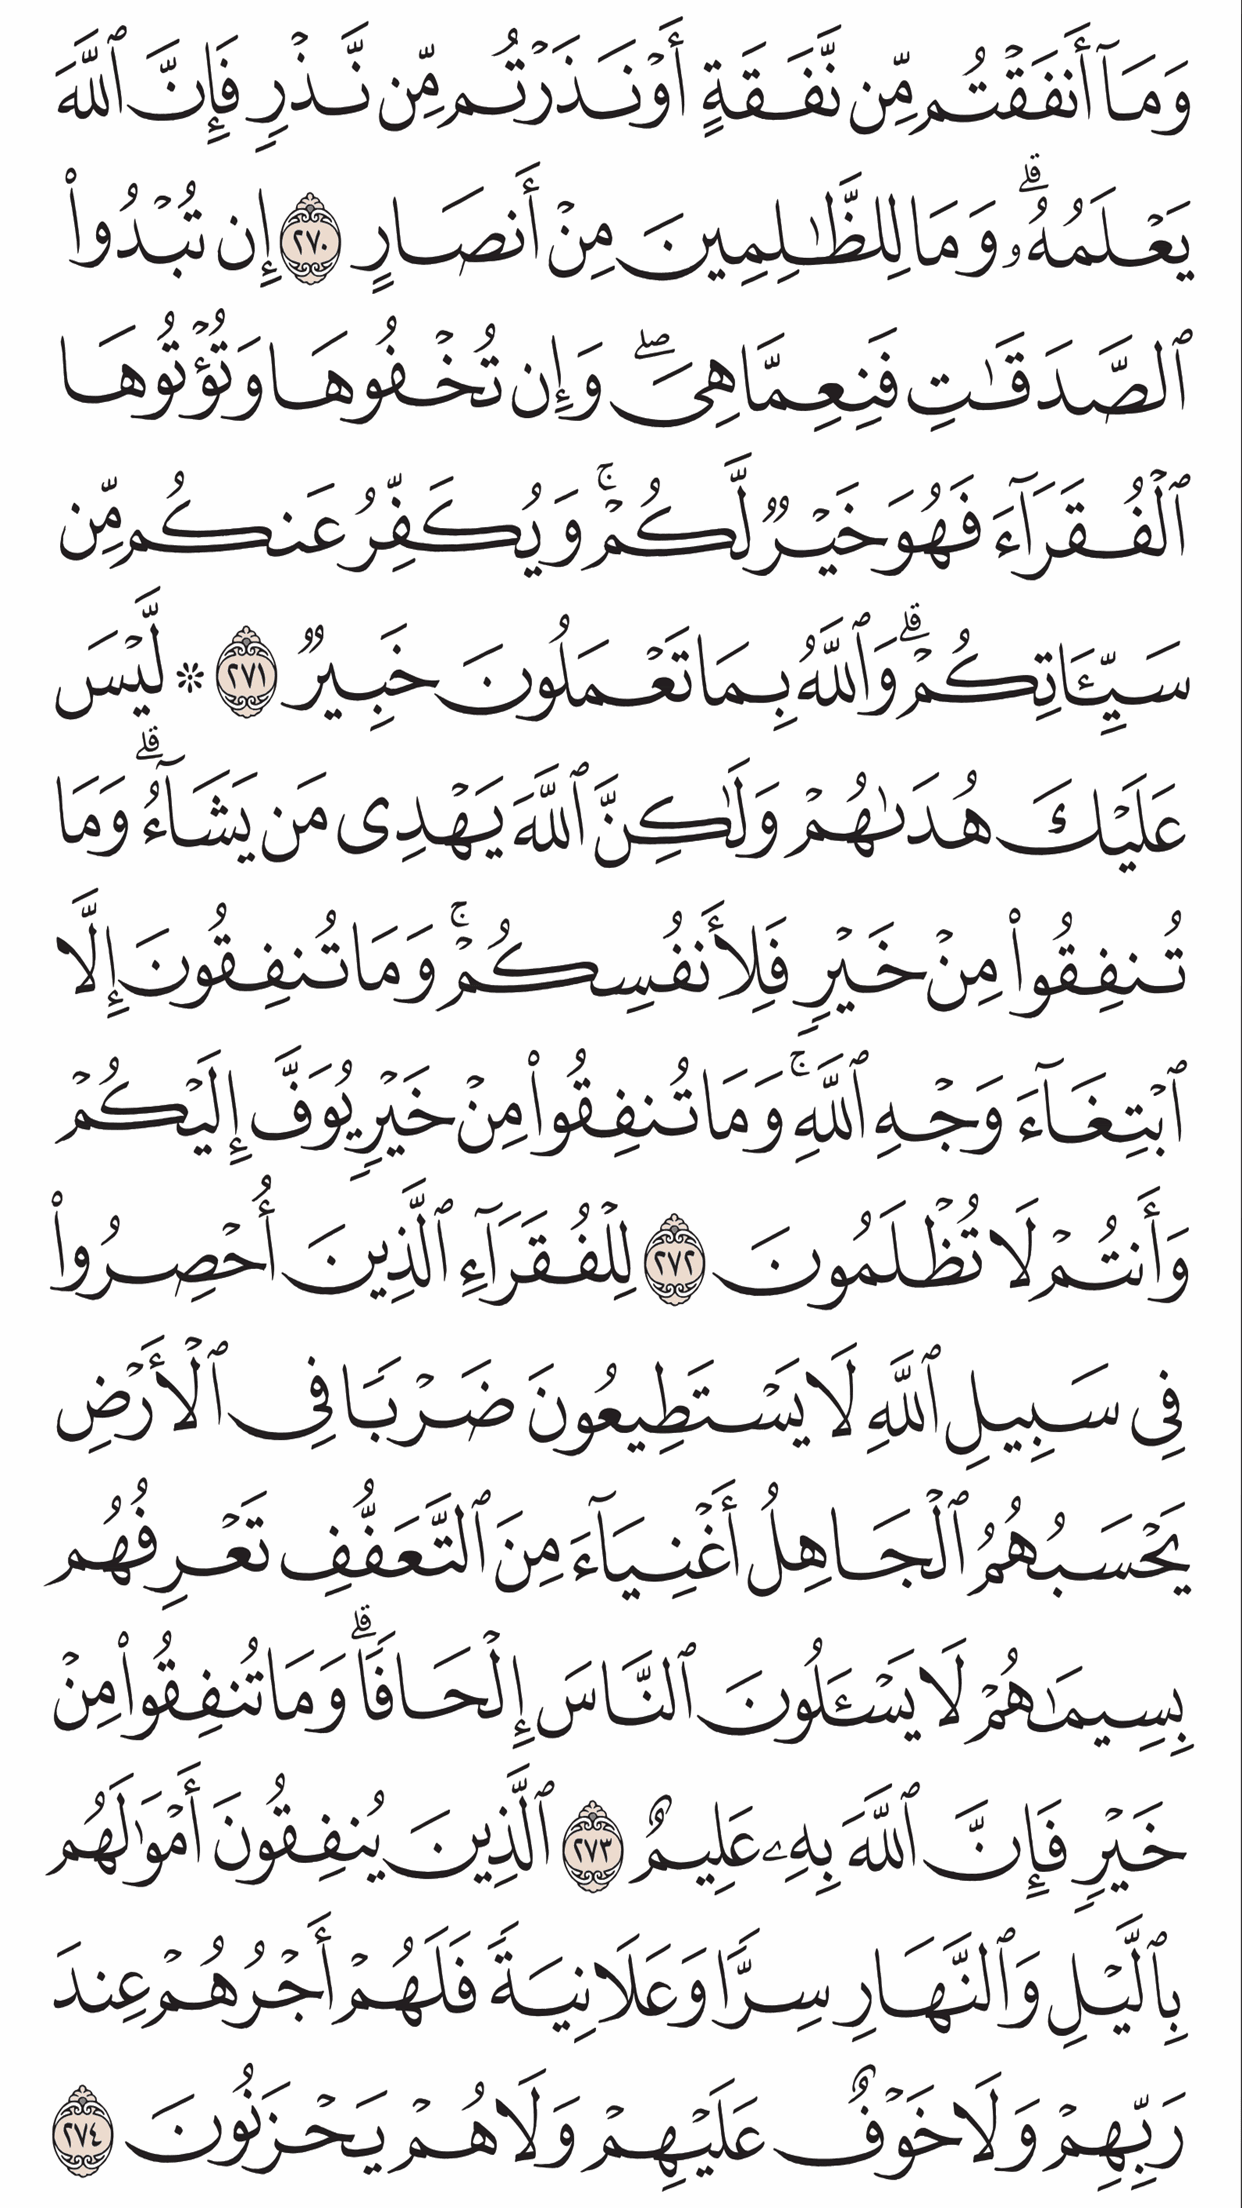 وَمَآ أَنفَقۡتُم مِّن نَّفَقَةٍ أَوۡ نَذَرۡتُم مِّن نَّذۡرٖ فَإِنَّ ٱللَّهَ
يَعۡلَمُهُۥۗ وَمَا لِلظَّٰلِمِينَ مِنۡ أَنصَارٍ ٢٧٠ إِن تُبۡدُواْ
ٱلصَّدَقَٰتِ فَنِعِمَّا هِيَۖ وَإِن تُخۡفُوهَا وَتُؤۡتُوهَا
ٱلۡفُقَرَآءَ فَهُوَ خَيۡرٞ لَّكُمۡۚ وَيُكَفِّرُ عَنكُم مِّن
سَيِّـَٔاتِكُمۡۗ وَٱللَّهُ بِمَا تَعۡمَلُونَ خَبِيرٞ ٢٧١ ۞ لَّيۡسَ
عَلَيۡكَ هُدَىٰهُمۡ وَلَٰكِنَّ ٱللَّهَ يَهۡدِي مَن يَشَآءُۗ وَمَا
تُنفِقُواْ مِنۡ خَيۡرٖ فَلِأَنفُسِكُمۡۚ وَمَا تُنفِقُونَ إِلَّا
ٱبۡتِغَآءَ وَجۡهِ ٱللَّهِۚ وَمَا تُنفِقُواْ مِنۡ خَيۡرٖ يُوَفَّ إِلَيۡكُمۡ
وَأَنتُمۡ لَا تُظۡلَمُونَ ٢٧٢ لِلۡفُقَرَآءِ ٱلَّذِينَ أُحۡصِرُواْ
فِي سَبِيلِ ٱللَّهِ لَا يَسۡتَطِيعُونَ ضَرۡبٗا فِي ٱلۡأَرۡضِ
يَحۡسَبُهُمُ ٱلۡجَاهِلُ أَغۡنِيَآءَ مِنَ ٱلتَّعَفُّفِ تَعۡرِفُهُم
بِسِيمَٰهُمۡ لَا يَسۡـَٔلُونَ ٱلنَّاسَ إِلۡحَافٗاۗ وَمَا تُنفِقُواْ مِنۡ
خَيۡرٖ فَإِنَّ ٱللَّهَ بِهِۦ عَلِيمٌ ٢٧٣ ٱلَّذِينَ يُنفِقُونَ أَمۡوَٰلَهُم
بِٱلَّيۡلِ وَٱلنَّهَارِ سِرّٗا وَعَلَانِيَةٗ فَلَهُمۡ أَجۡرُهُمۡ عِندَ
رَبِّهِمۡ وَلَا خَوۡفٌ عَلَيۡهِمۡ وَلَا هُمۡ يَحۡزَنُونَ ٢٧٤